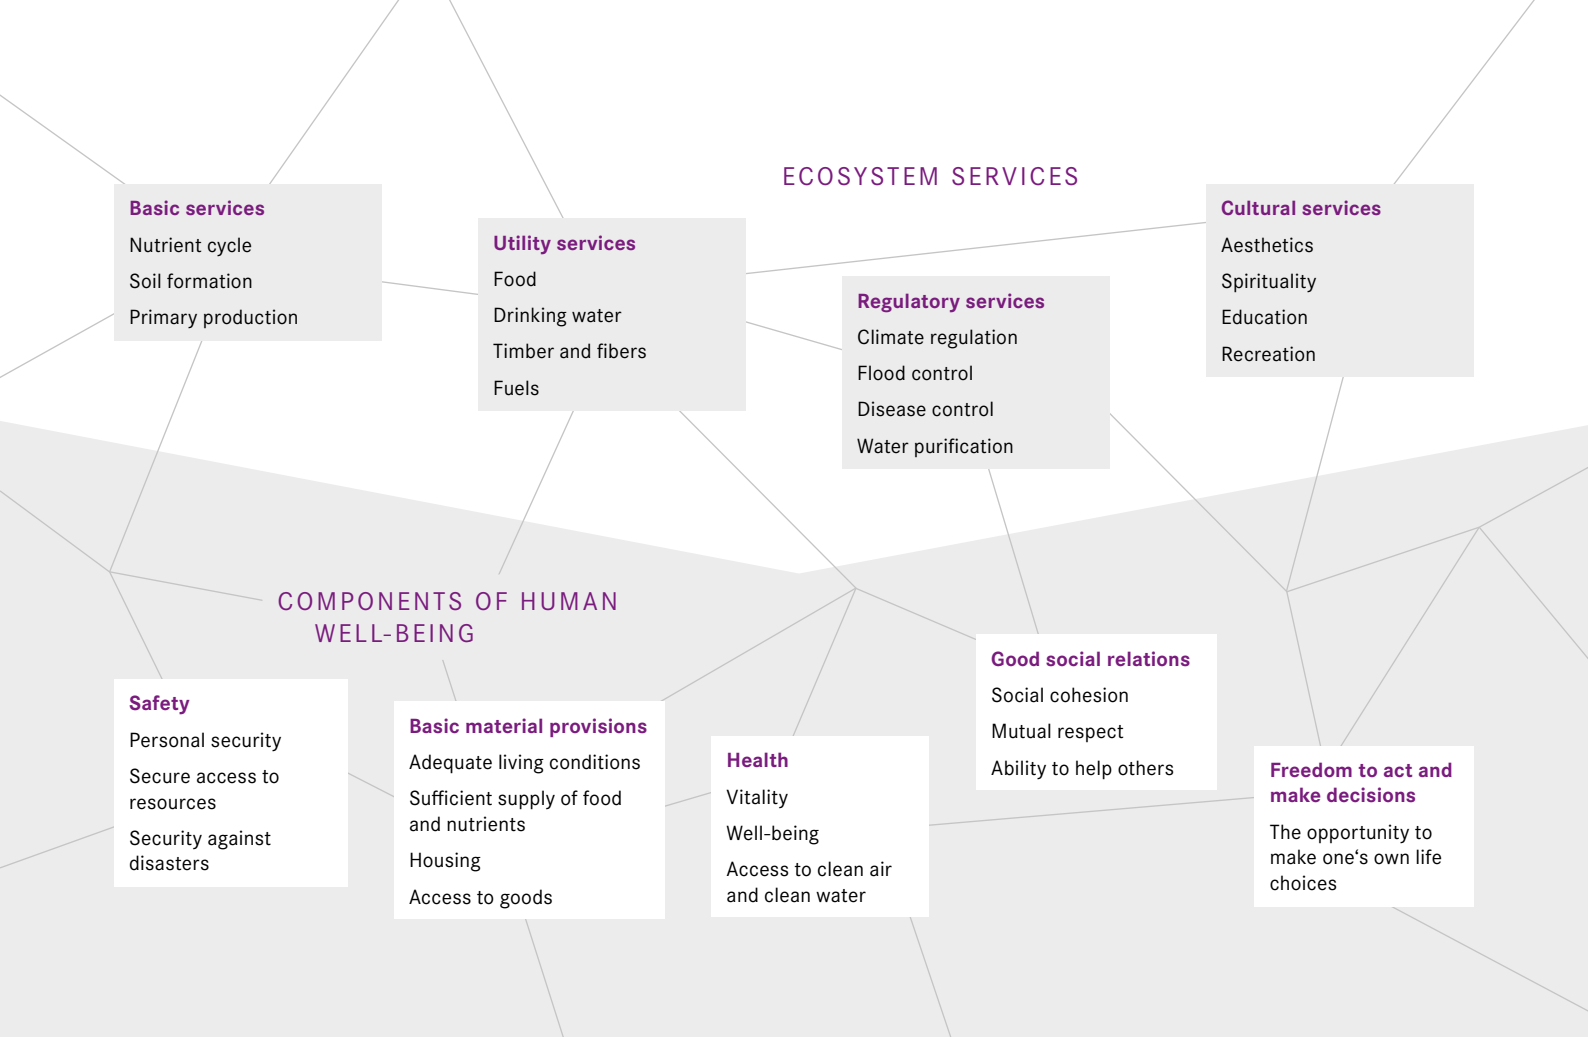 ECOSYSTEM SERVICES
Basic services
Nutrient cycle
Soil formation
Primary production
Utility services
Food
Drinking water
Timber and fibers
Fuels
Regulatory services
Climate regulation
Flood control
Disease control
Water purification
Cultural services
Aesthetics
Spirituality
Education
Recreation
COMPONENTS OF HUMAN
WELL-BEING
Safety
Personal security
Secure access to
resources
Security against
disasters
Basic material provisions
Adequate living conditions
Sufficient supply of food
and nutrients
Housing
Access to goods
Health
Vitality
Well-being
Access to clean air
and clean water
Good social relations
Social cohesion
Mutual respect
Ability to help others
Freedom to act and
make decisions
The opportunity to
make one‘s own life
choices